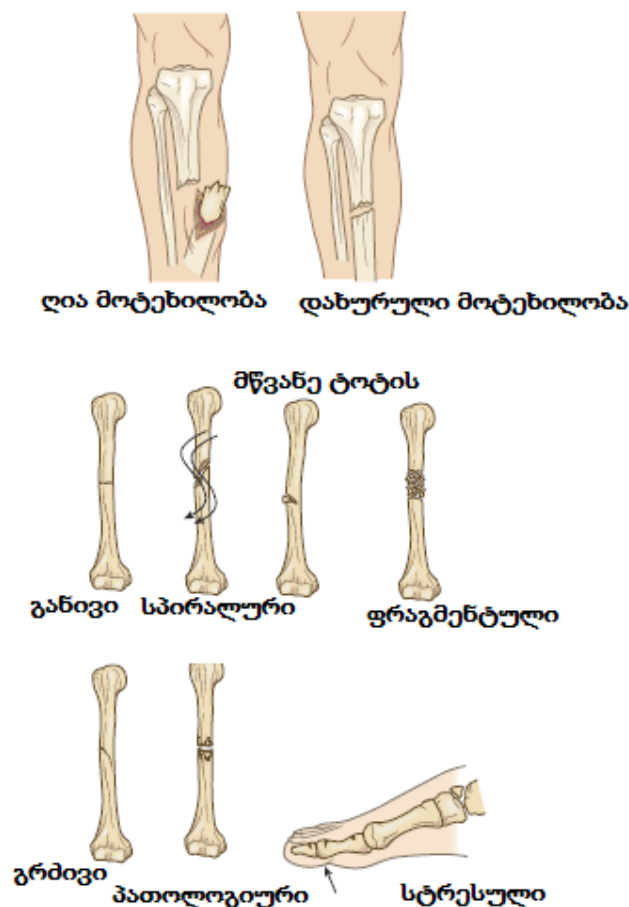 ღია მოტეხილობა
დახურული მოტეხილობა
მწვანე ტოტის
განივი
სპირალური
ფრაგმენტული
გრძივი
პათოლოგიური
სტრესული